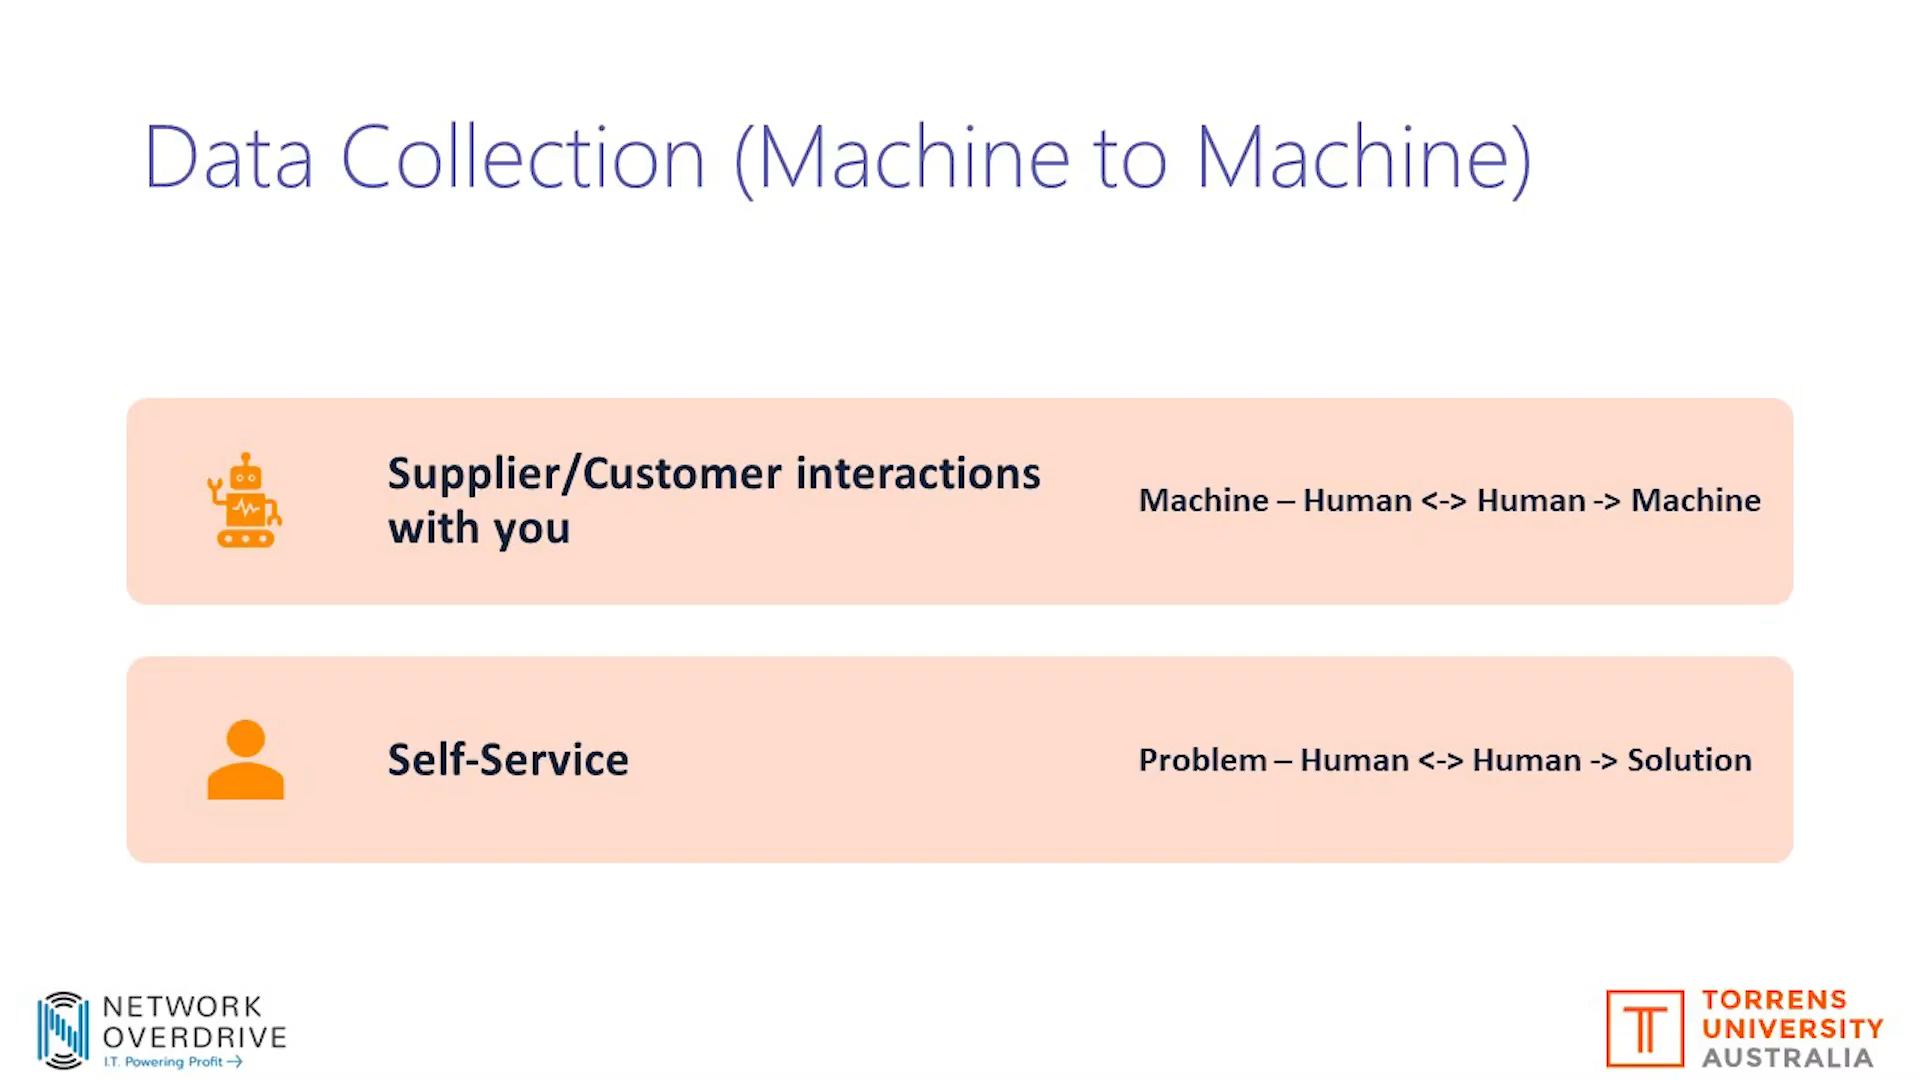 Data Collection (Machine to Machine)
Supplier/Customer interactions
with you
Machine – Human <-> Human -> Machine
Self-Service
Problem – Human <-> Human -> Solution
NETWORK
OVERDRIVE
I.T. Powering Profit →
TORRENS
UNIVERSITY
AUSTRALIA